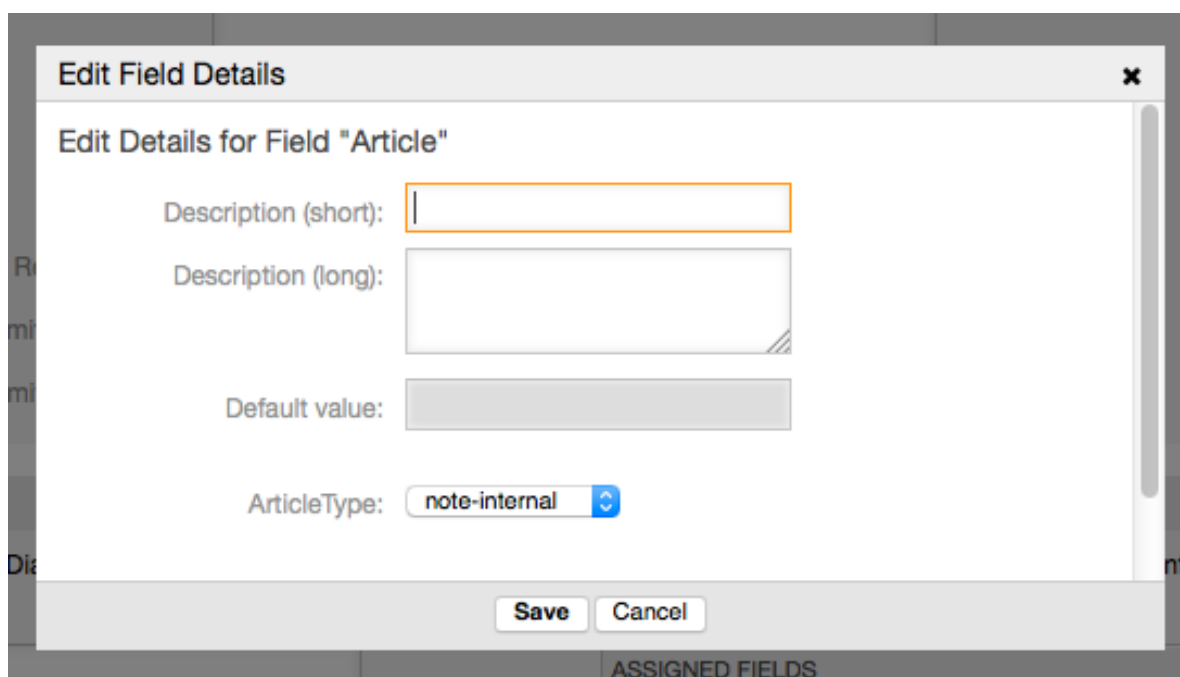 Edit Field Details
Edit Details for Field "Article"
Description (short):
Description (long):
Default value:
ArticleType: note-internal
Save Cancel
ASSIGNED FIELDS